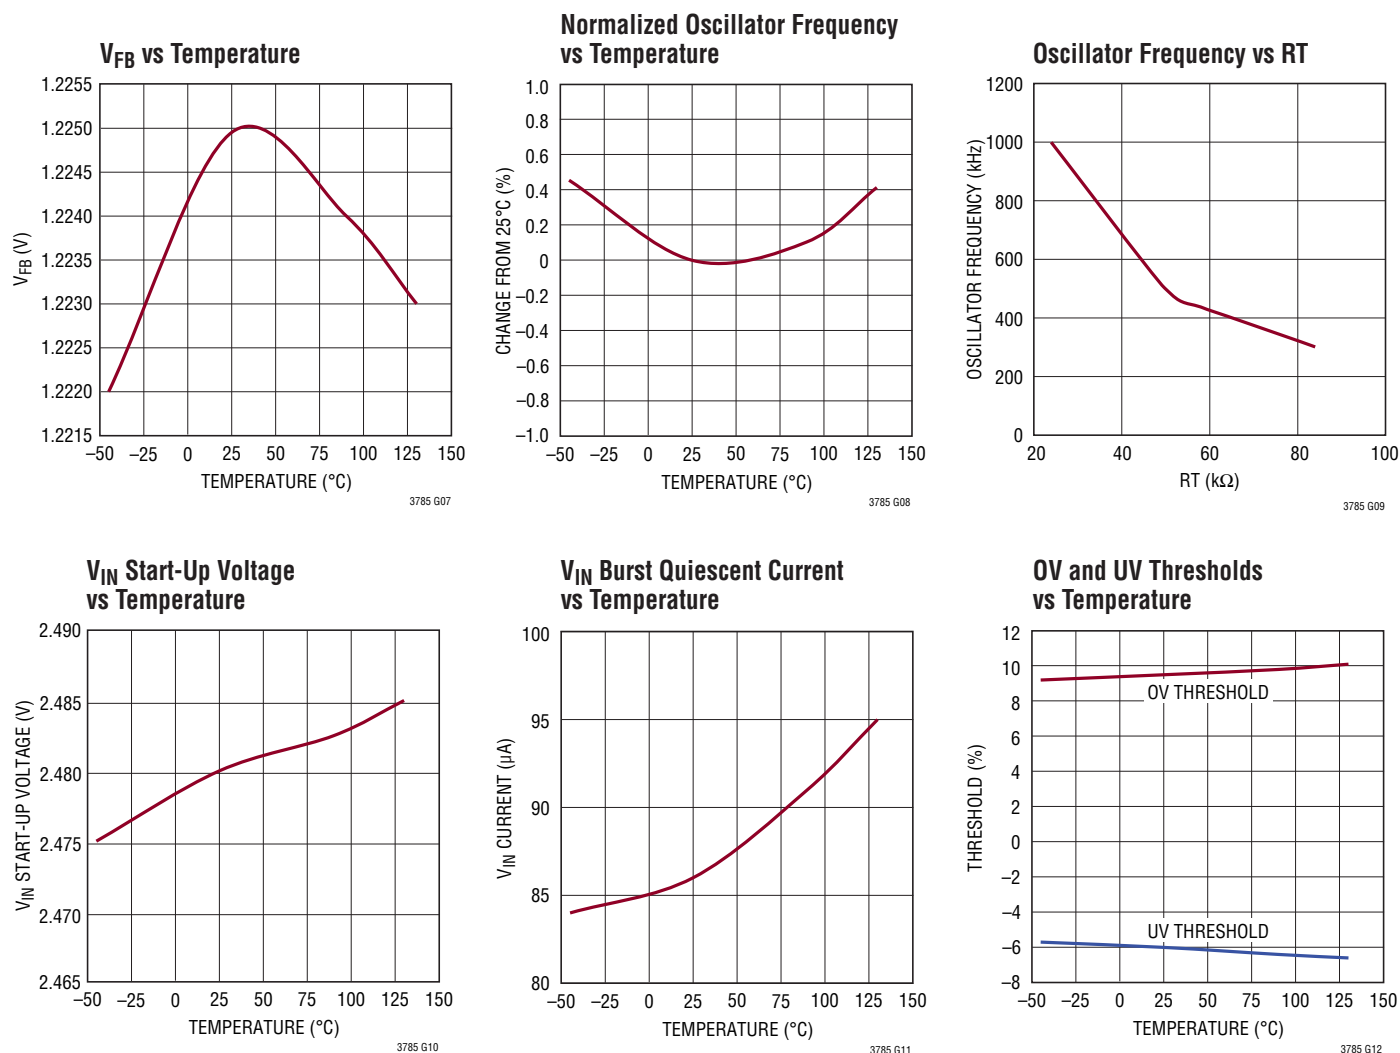 VFB vs Temperature
1.2255
1.2250
1.2245
1.2240
1.2235
1.2230
1.2225
1.2220
1.2215
VFB (V)
–50 –25 0 25 50 75 100 125 150
TEMPERATURE (°C)
3785 G07
Normalized Oscillator Frequency
vs Temperature
1.0
0.8
0.6
0.4
0.2
0
–0.2
–0.4
–0.6
–0.8
–1.0
CHANGE FROM 25°C (%)
–50 –25 0 25 50 75 100 125 150
TEMPERATURE (°C)
3785 G08
Oscillator Frequency vs RT
1200
1000
800
600
400
200
0
OSCILLATOR FREQUENCY (kHz)
20 40 60 80 100
RT (kΩ)
3785 G09
VIN Start-Up Voltage
vs Temperature
2.490
2.485
2.480
2.475
2.470
2.465
VIN START-UP VOLTAGE (V)
–50 –25 0 25 50 75 100 125 150
TEMPERATURE (°C)
3785 G10
VIN Burst Quiescent Current
vs Temperature
100
95
90
85
80
VIN CURRENT (µA)
–50 –25 0 25 50 75 100 125 150
TEMPERATURE (°C)
3785 G11
OV and UV Thresholds
vs Temperature
12
10
8
6
4
2
0
–2
–4
–6
–8
THRESHOLD (%)
OV THRESHOLD
UV THRESHOLD
–50 –25 0 25 50 75 100 125 150
TEMPERATURE (°C)
3785 G12